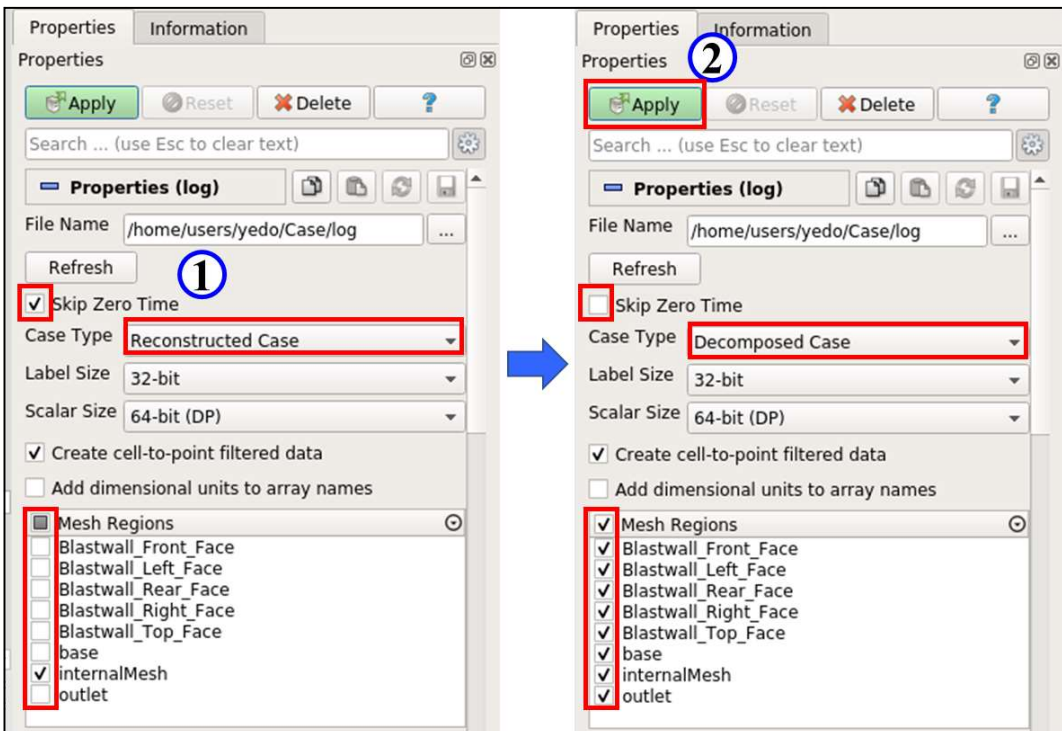 Properties Information
Properties
Apply Reset Delete ?
Search ... (use Esc to clear text)
Properties (log)
File Name /home/users/yedo/Case/log ...
Refresh
1
Skip Zero Time
Case Type Reconstructed Case
Label Size 32-bit
Scalar Size 64-bit (DP)
Create cell-to-point filtered data
Add dimensional units to array names
Mesh Regions
Blastwall_Front_Face
Blastwall_Left_Face
Blastwall_Rear_Face
Blastwall_Right_Face
Blastwall_Top_Face
base
internalMesh
outlet
Properties Information
Properties
2
Apply Reset Delete ?
Search ... (use Esc to clear text)
Properties (log)
File Name /home/users/yedo/Case/log ...
Refresh
Skip Zero Time
Case Type Decomposed Case
Label Size 32-bit
Scalar Size 64-bit (DP)
Create cell-to-point filtered data
Add dimensional units to array names
Mesh Regions
Blastwall_Front_Face
Blastwall_Left_Face
Blastwall_Rear_Face
Blastwall_Right_Face
Blastwall_Top_Face
base
internalMesh
outlet